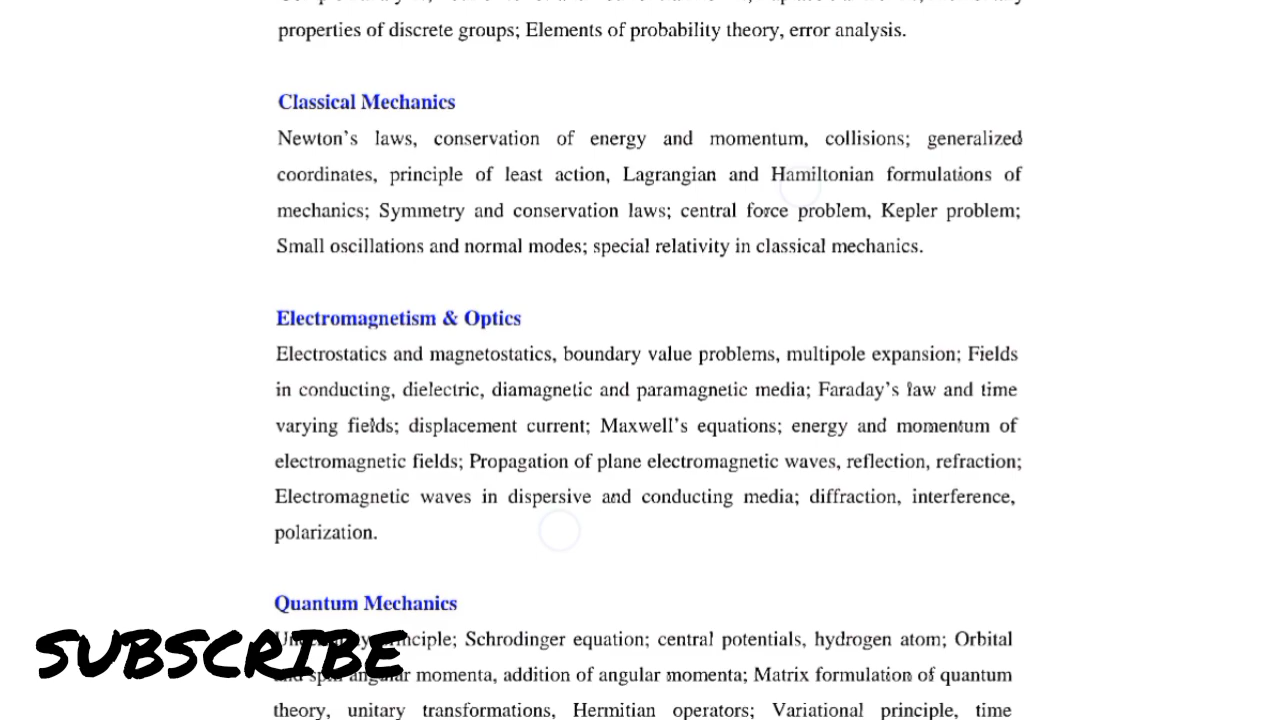 properties of discrete groups; Elements of probability theory, error analysis.
Classical Mechanics
Newton's laws, conservation of energy and momentum, collisions; generalized
coordinates, principle of least action, Lagrangian and Hamiltonian formulations of
mechanics; Symmetry and conservation laws; central force problem, Kepler problem;
Small oscillations and normal modes; special relativity in classical mechanics.
Electromagnetism & Optics
Electrostatics and magnetostatics, boundary value problems, multipole expansion; Fields
in conducting, dielectric, diamagnetic and paramagnetic media; Faraday's law and time
varying fields; displacement current; Maxwell's equations; energy and momentum of
electromagnetic fields; Propagation of plane electromagnetic waves, reflection, refraction;
Electromagnetic waves in dispersive and conducting media; diffraction, interference,
polarization.
Quantum Mechanics
Schrodinger equation; central potentials, hydrogen atom; Orbital
SUBSCRIBE
momenta, addition of angular momenta; Matrix formulation of quantum
theory, unitary transformations, Hermitian operators; Variational principle, time